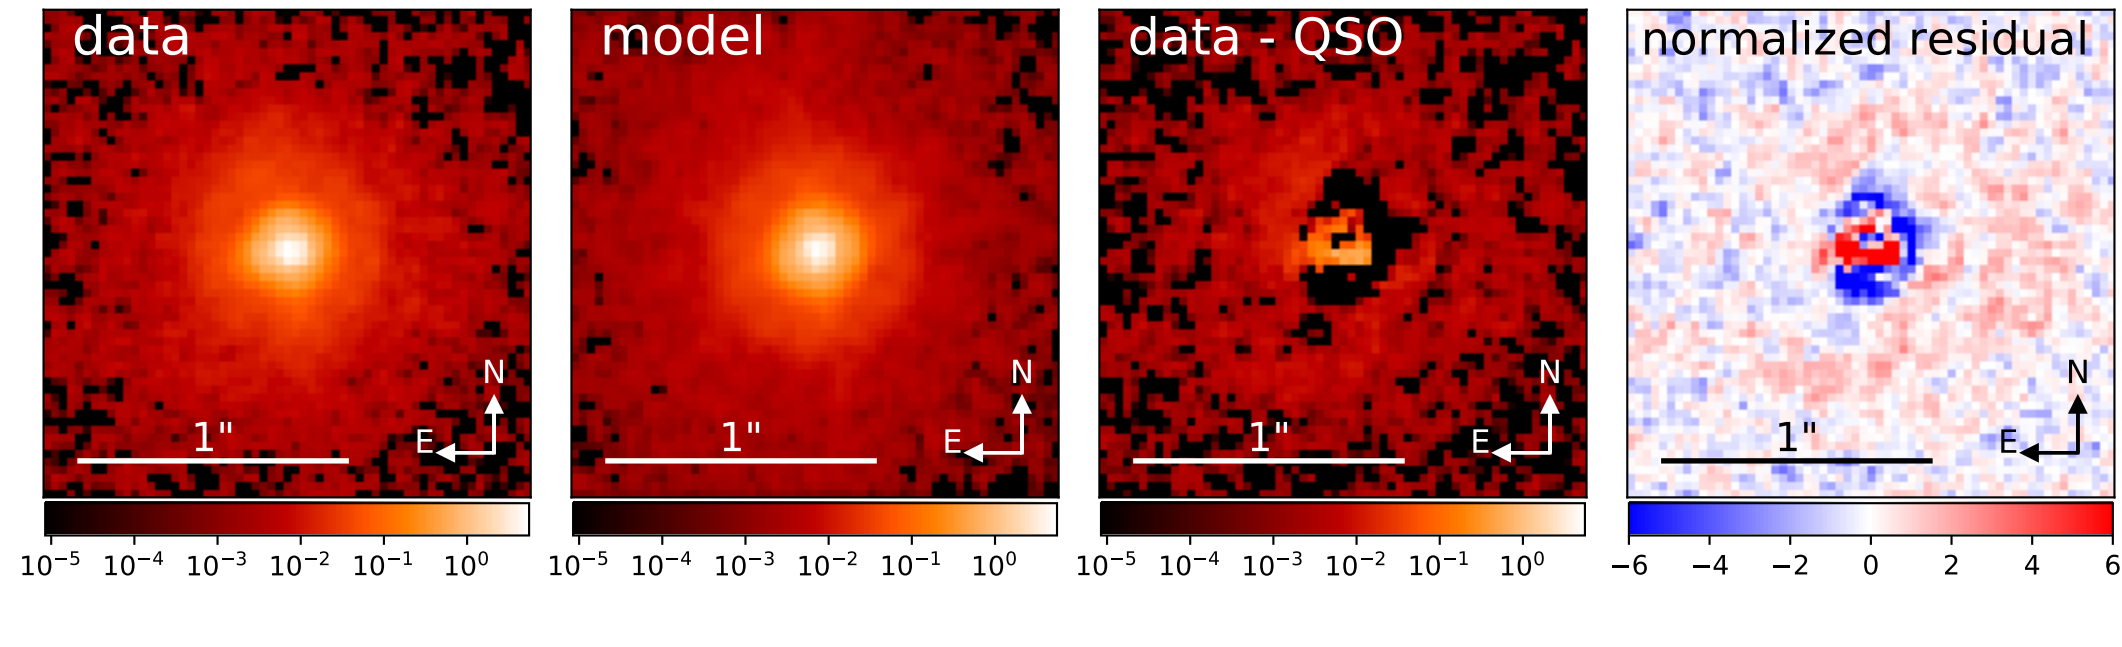 data model data - QSO normalized residual
N N N N
1" E 1" E 1" E 1" E
10⁻⁵ 10⁻⁴ 10⁻³ 10⁻² 10⁻¹ 10⁰ 10⁻⁵ 10⁻⁴ 10⁻³ 10⁻² 10⁻¹ 10⁰ 10⁻⁵ 10⁻⁴ 10⁻³ 10⁻² 10⁻¹ 10⁰ −6 −4 −2 0 2 4 6